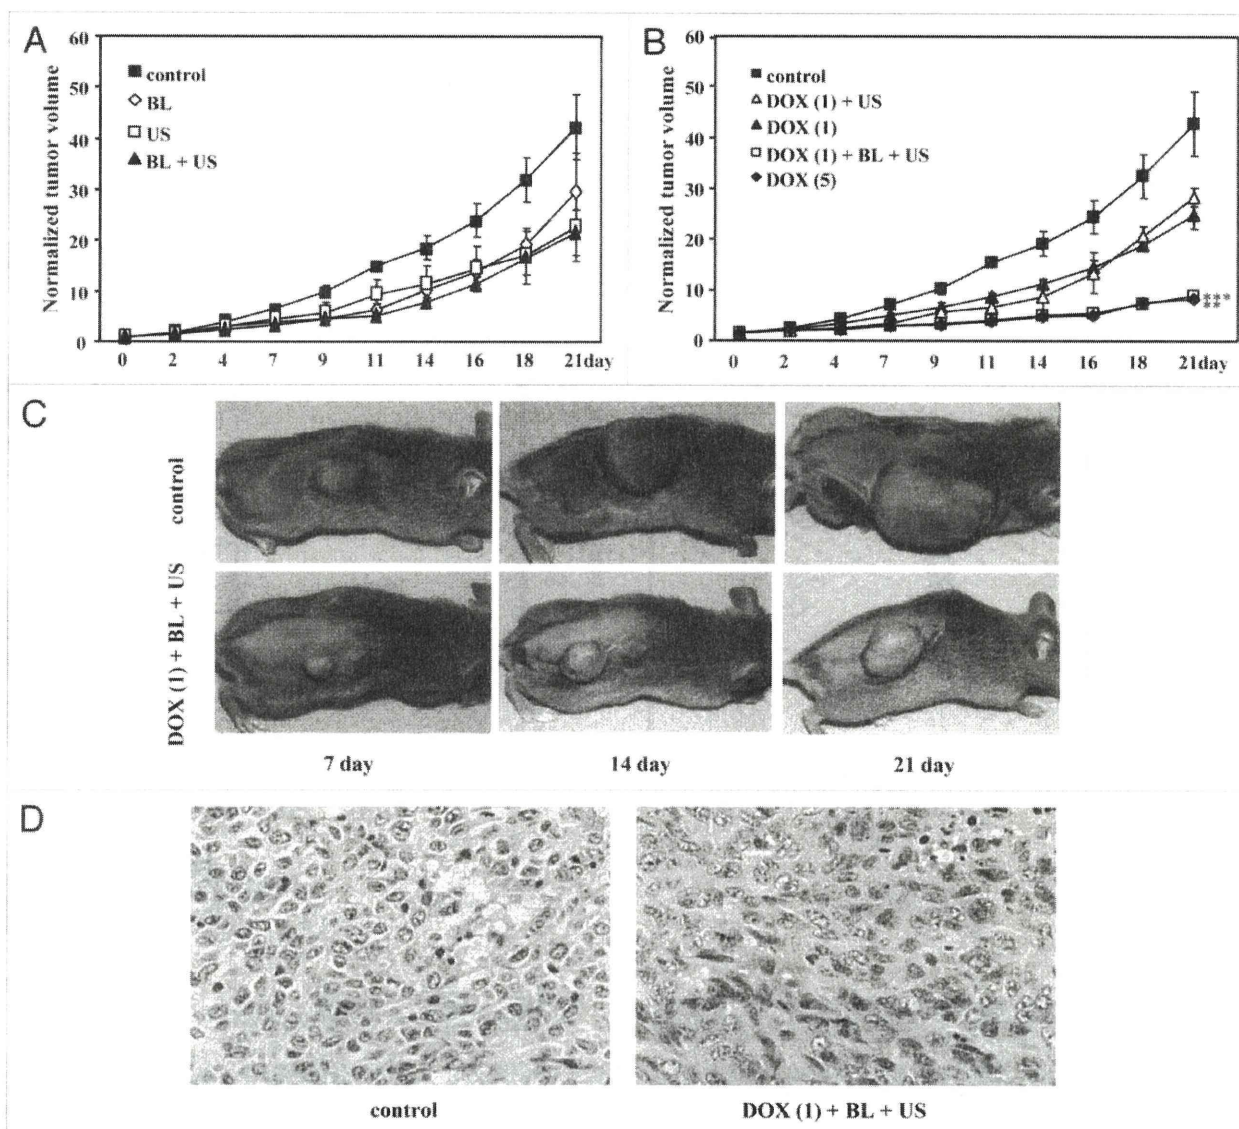 A
Normalized tumor volume
60
50
40
30
20
10
0
control
BL
US
BL + US
0 2 4 7 9 11 14 16 18 21day
B
Normalized tumor volume
60
50
40
30
20
10
0
control
DOX (1) + US
DOX (1)
DOX (1) + BL + US
DOX (5)
***
**
0 2 4 7 9 11 14 16 18 21day
C
control
DOX (1) + BL + US
7 day 14 day 21 day
D
control DOX (1) + BL + US